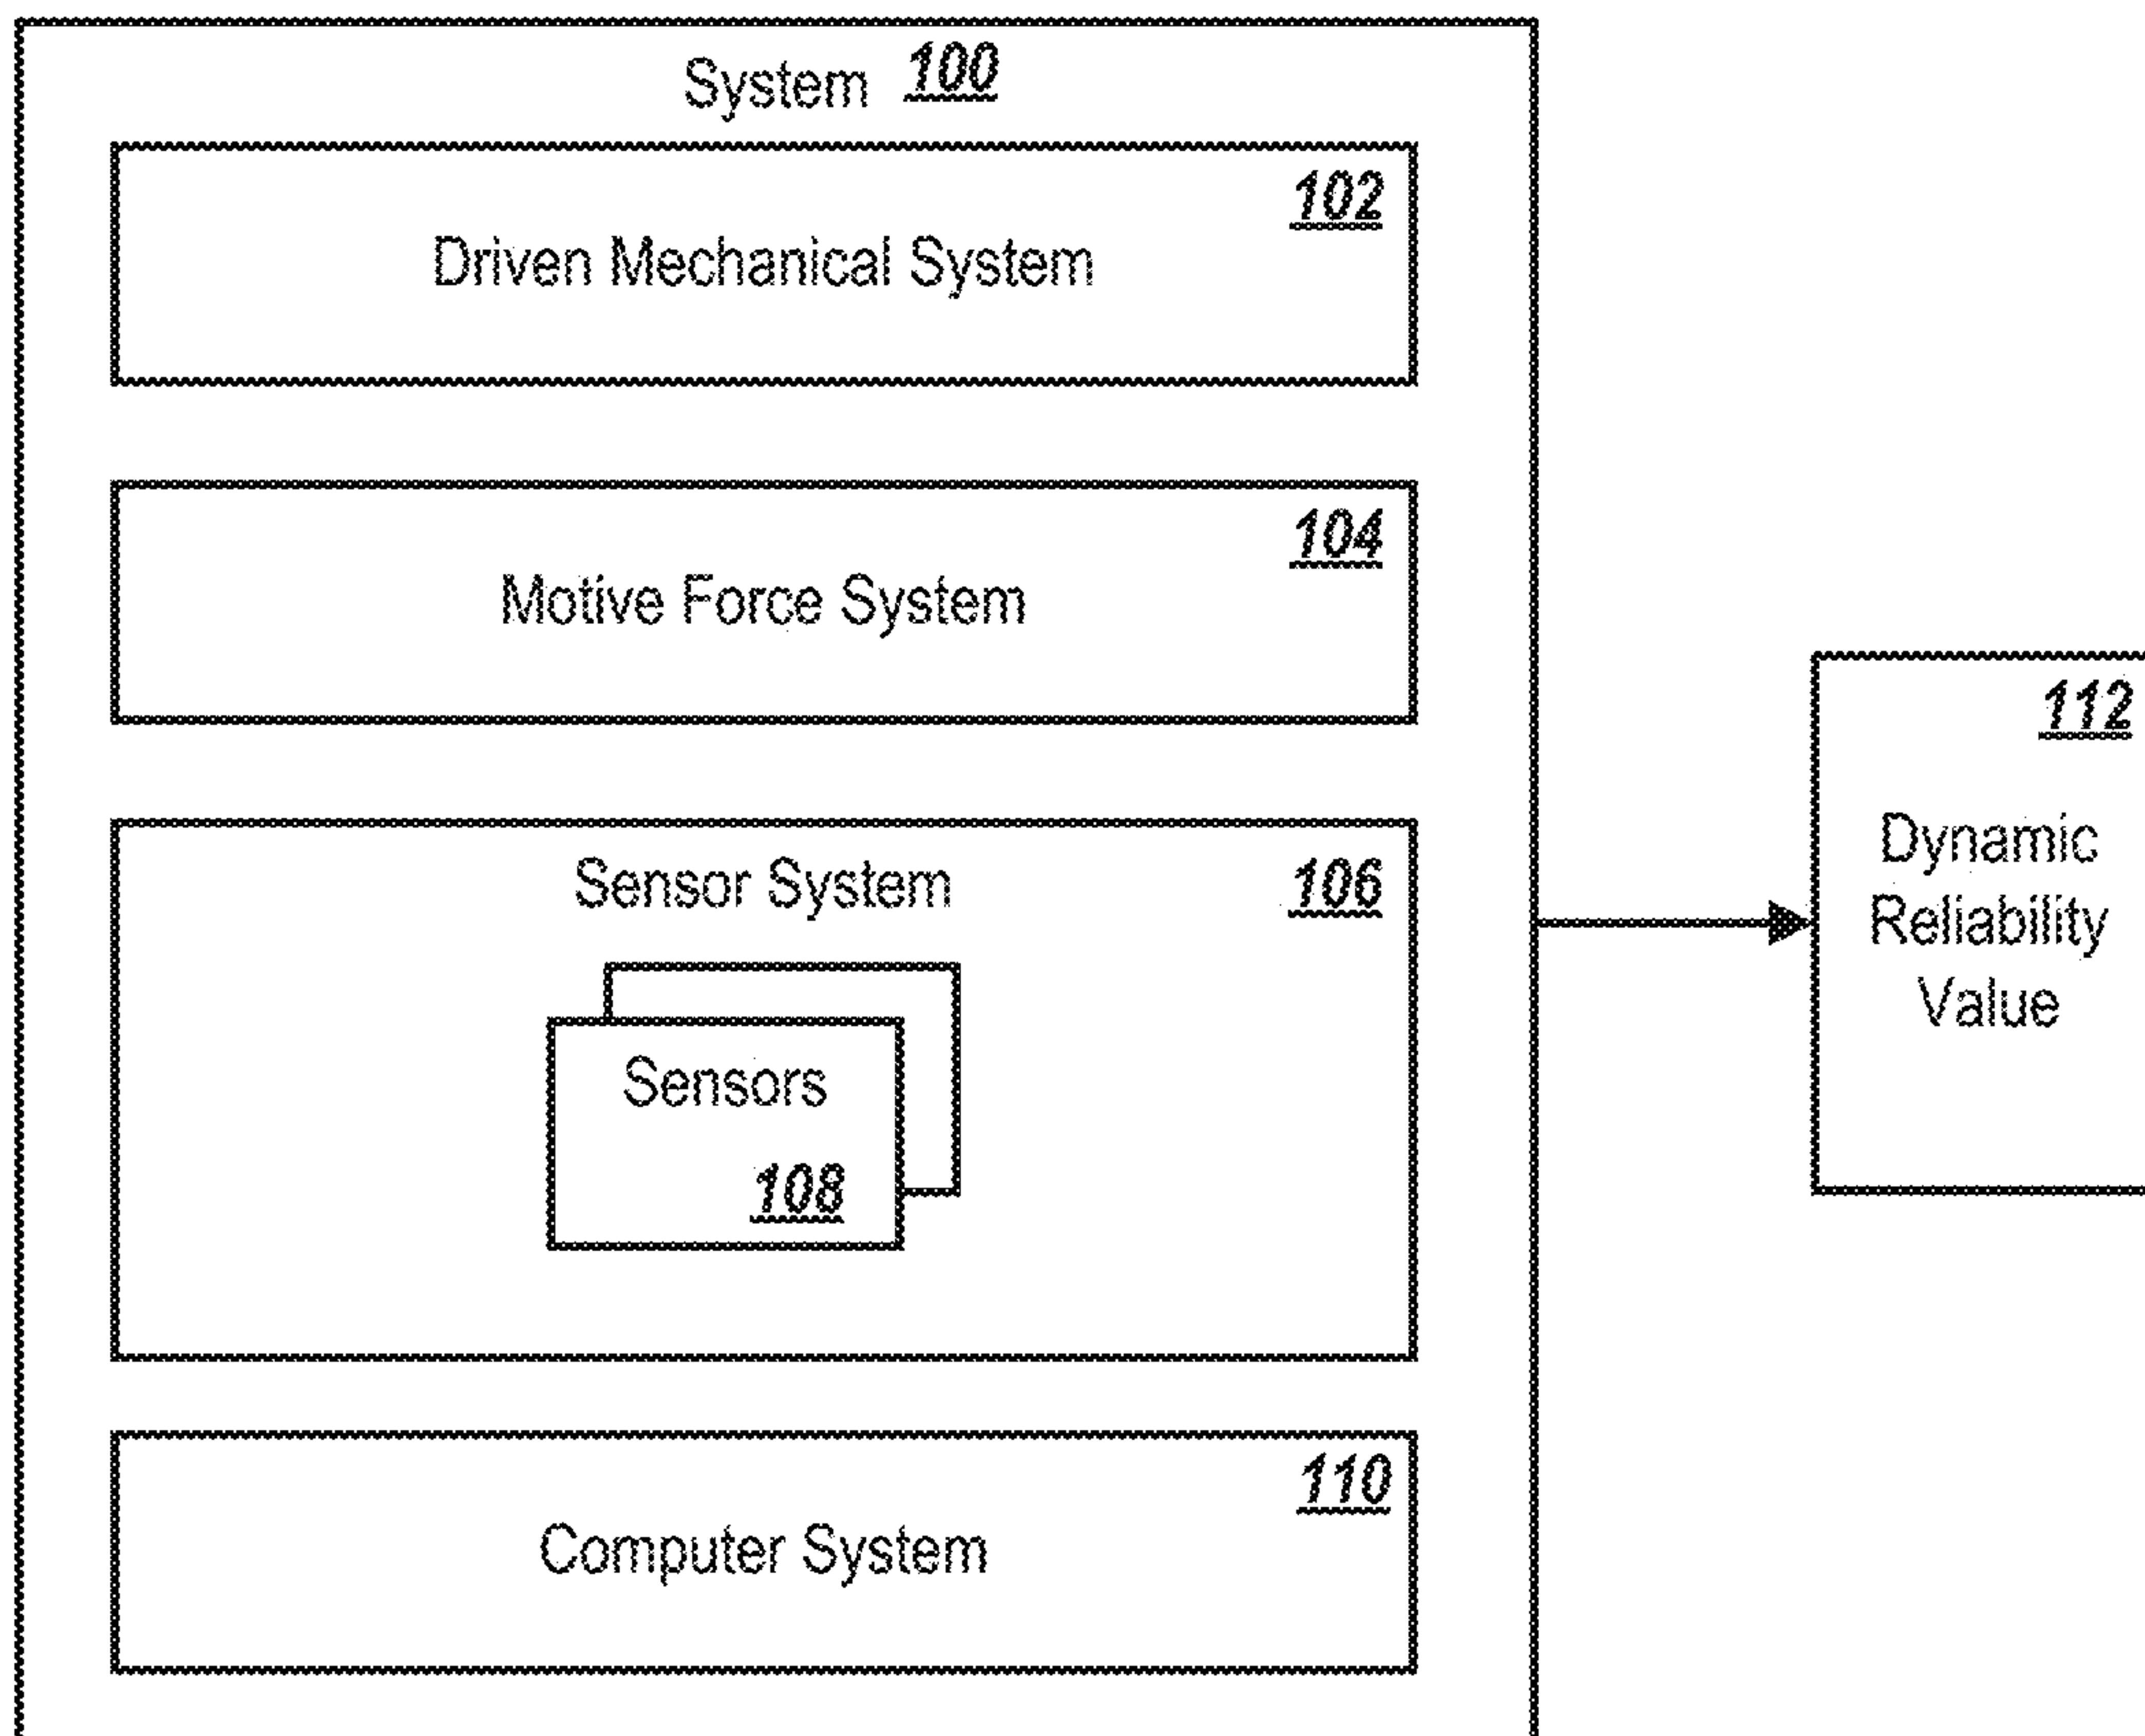 System 100
102
Driven Mechanical System
104
Motive Force System
Sensor System 106
Sensors
108
110
Computer System
112
Dynamic
Reliability
Value